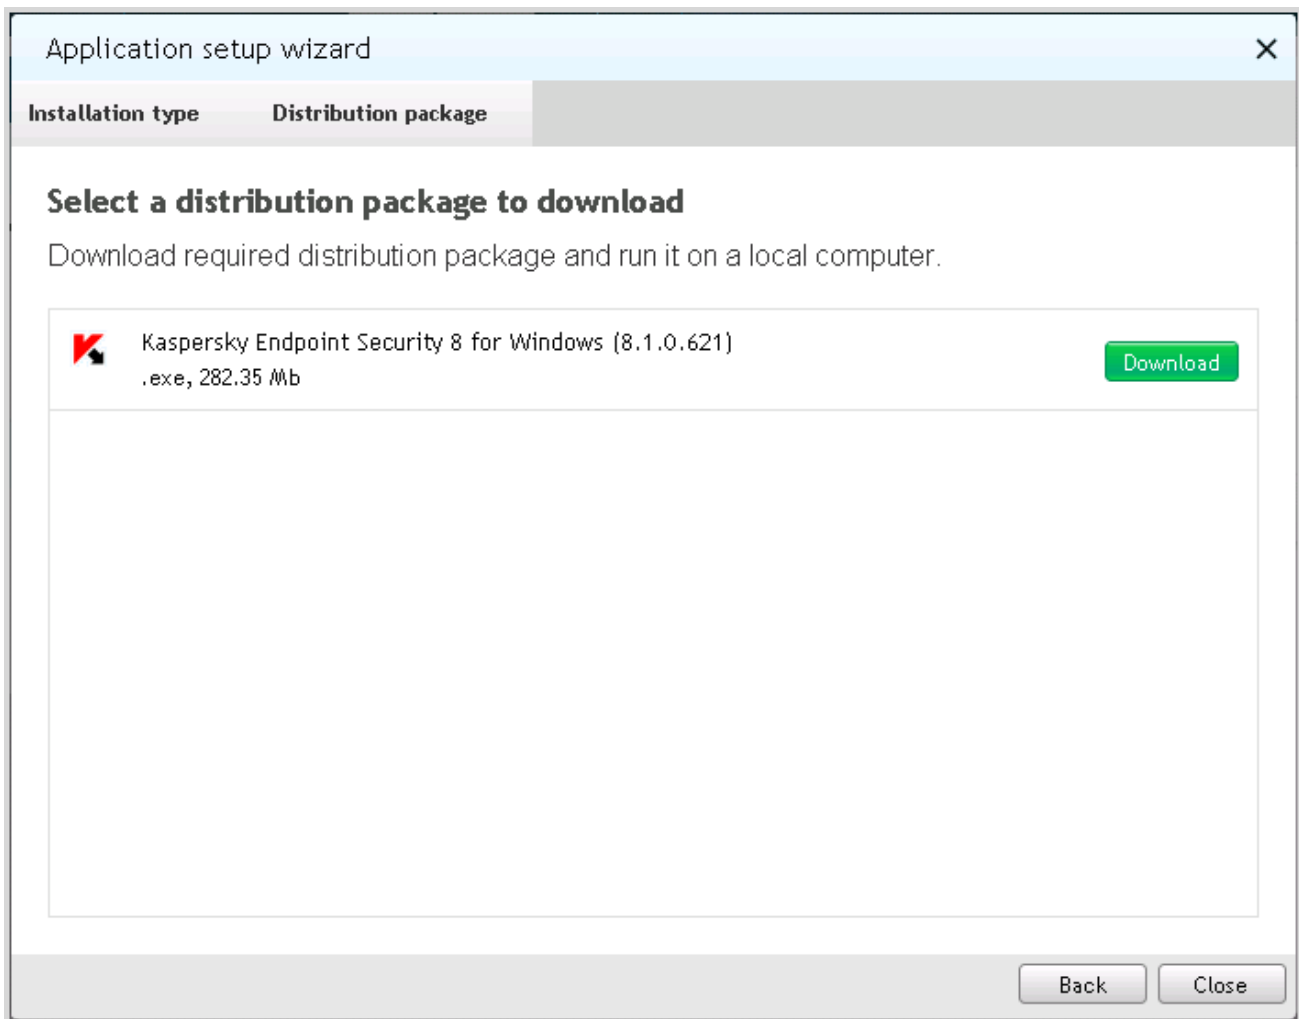 Application setup wizard
Installation type
Distribution package
Select a distribution package to download
Download required distribution package and run it on a local computer.
Kaspersky Endpoint Security 8 for Windows (8.1.0.621)
.exe, 282.35 Mb
Download
Back
Close